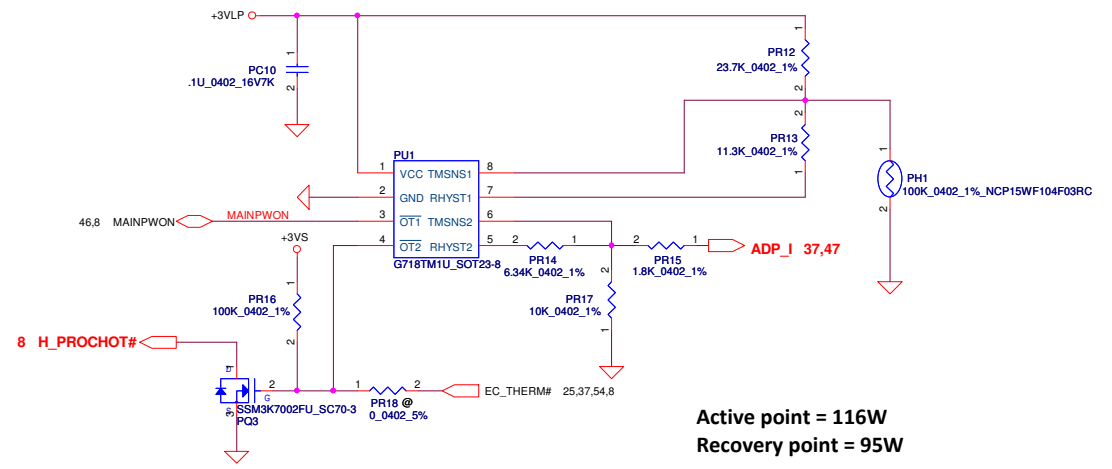 +3VLP
1
PC10
.1U_0402_16V7K
2
1
PR12
23.7K_0402_1%
2
2
PR13
11.3K_0402_1%
1
1
PH1
100K_0402_1%_NCP15WF104F03RC
2
PU1
1 VCC TMSNS1 8
2 GND RHYST1 7
3 OT1 TMSNS2 6
4 OT2 RHYST2 5
G718TM1U_SOT23-8
46,8 MAINPWON MAINPWON
+3VS
1
PR16
100K_0402_1%
2
2 1
PR14
6.34K_0402_1%
2 1
PR15
1.8K_0402_1%
ADP_I 37,47
2
PR17
10K_0402_1%
1
8 H_PROCHOT#
1
D
2
G
S
3
SSM3K7002FU_SC70-3
PQ3
1 2
PR18 @
0_0402_5%
EC_THERM# 25,37,54,8
Active point = 116W
Recovery point = 95W